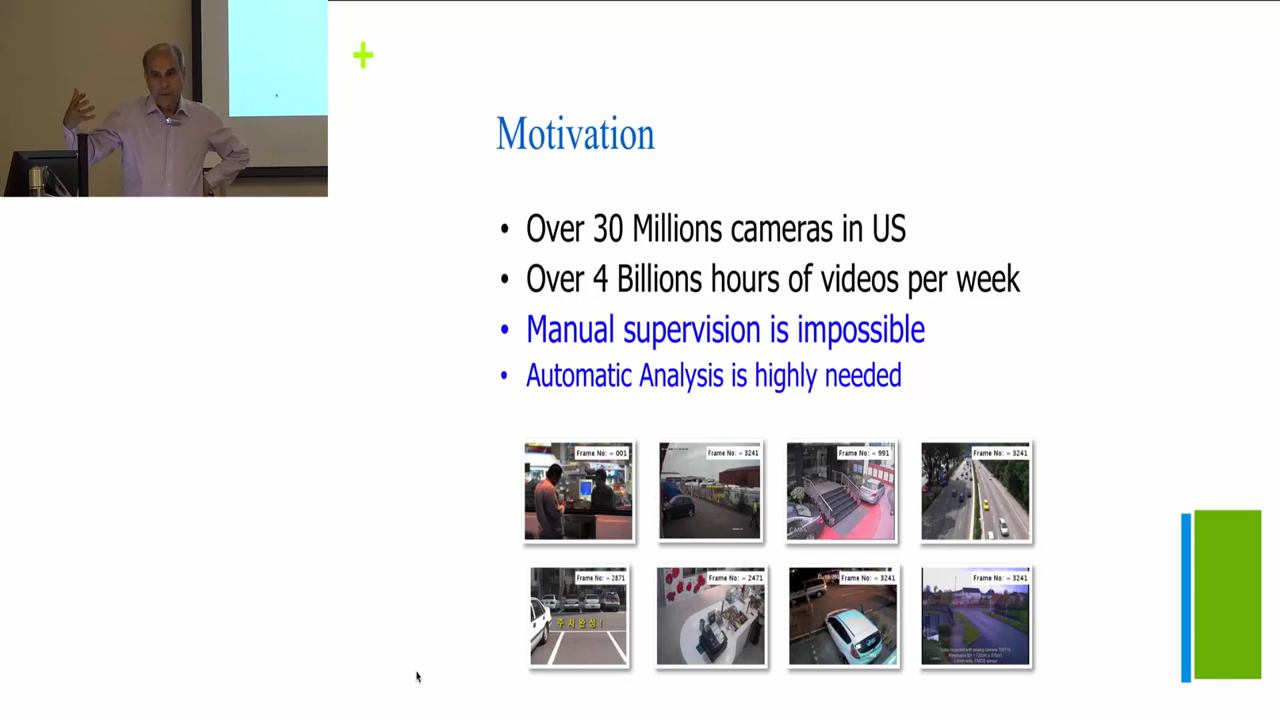 +
Motivation
• Over 30 Millions cameras in US
• Over 4 Billions hours of videos per week
• Manual supervision is impossible
• Automatic Analysis is highly needed
Frame No: = 001
Frame No: = 3241
Frame No: = 991
Frame No: = 3241
Frame No: = 2871
Frame No: = 2471
Frame No: = 3241
Frame No: = 3241